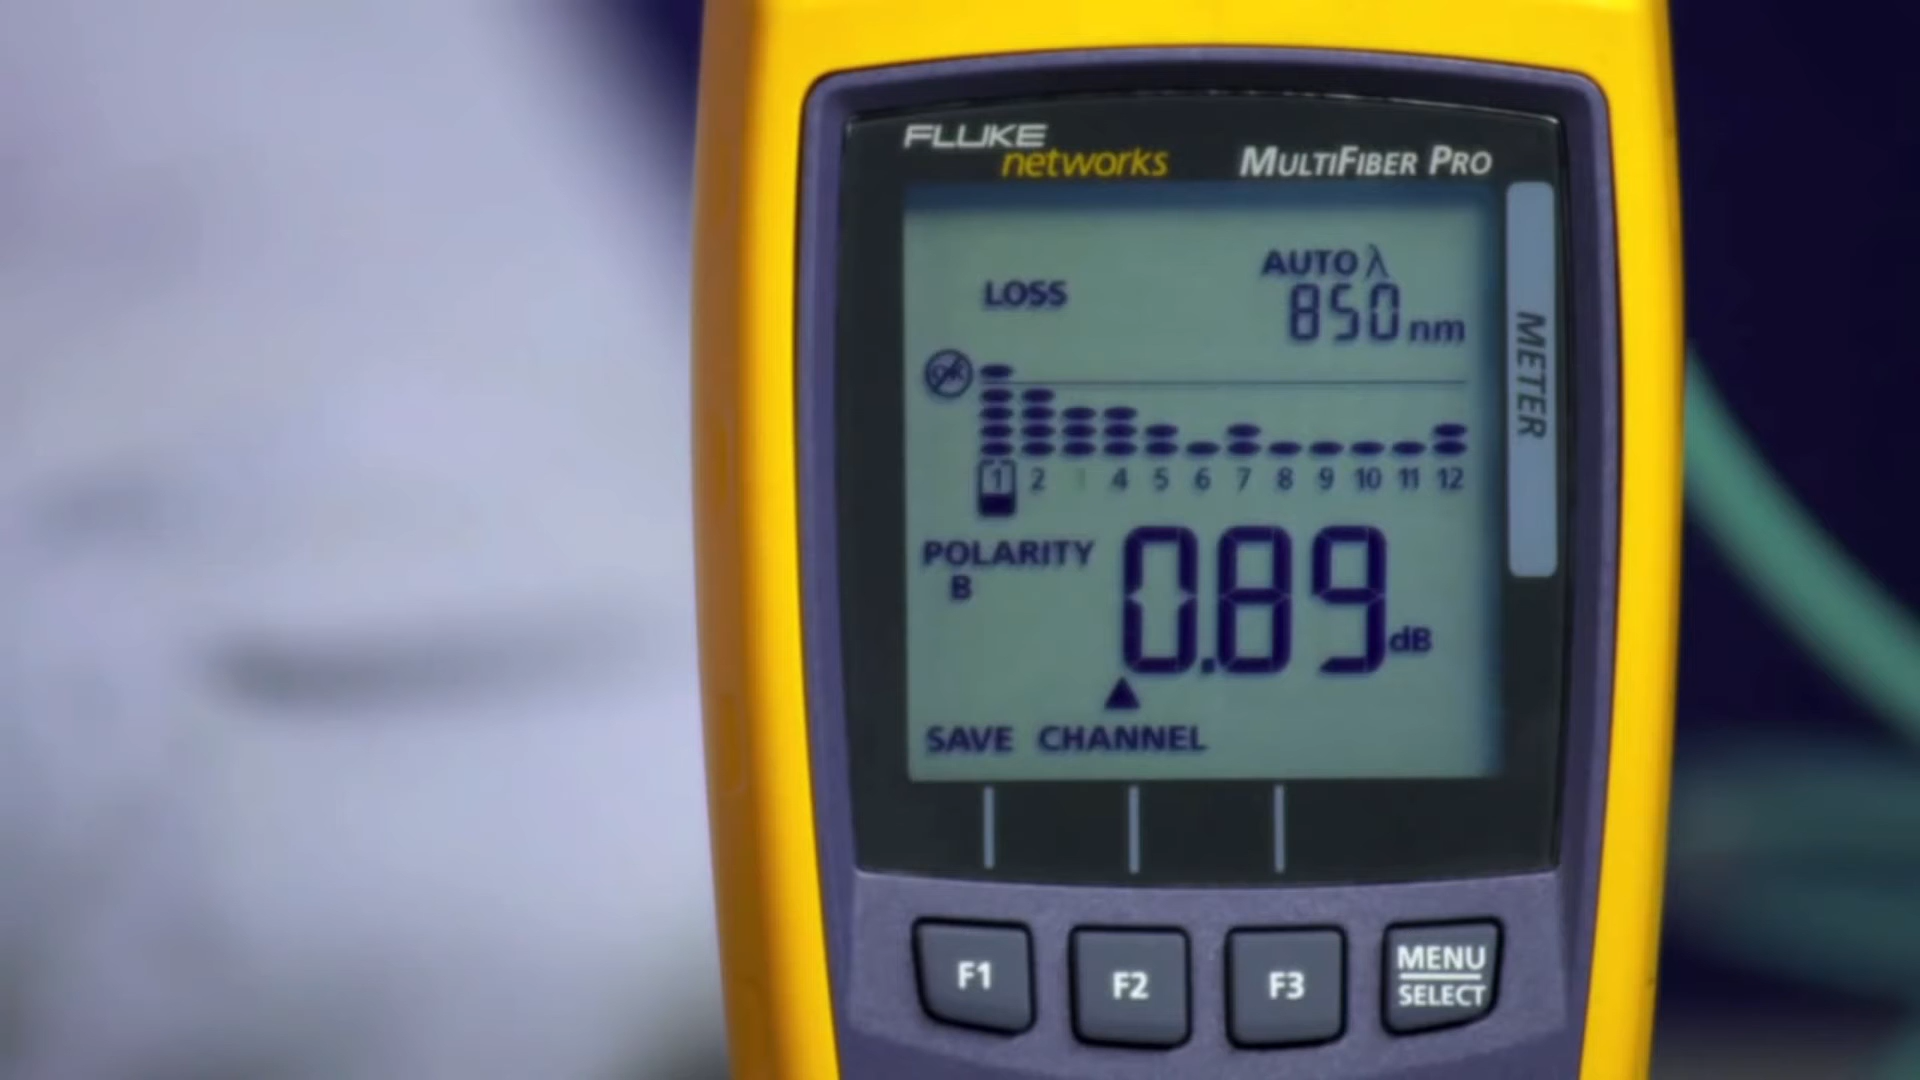 FLUKE
networks
MULTIFIBER PRO
AUTO λ
LOSS
850 nm
METER
1 2 3 4 5 6 7 8 9 10 11 12
POLARITY
B
0.89 dB
SAVE CHANNEL
F1 F2 F3 MENU
SELECT